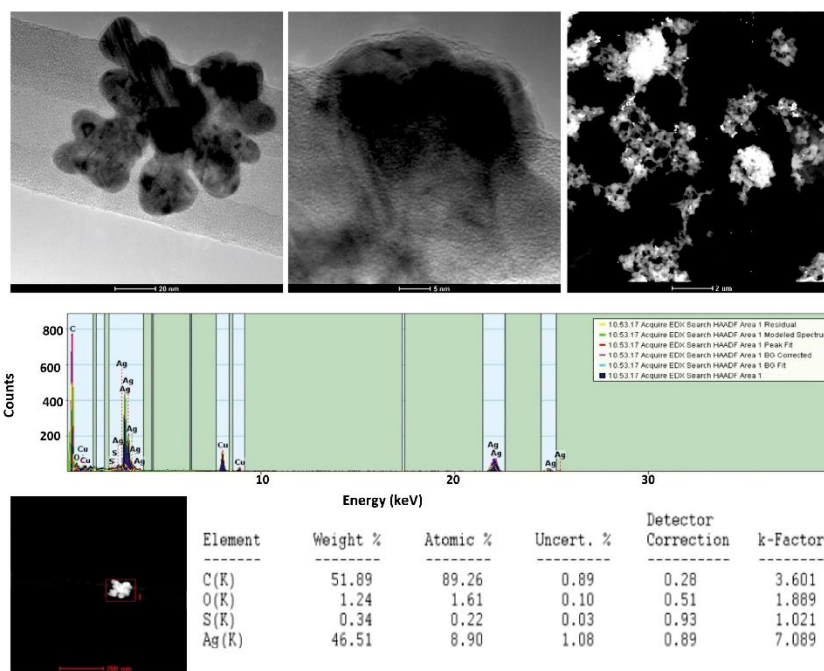 20 nm
5 nm
2 um
10.53.17 Acquire EDX Search HAADF Area 1 Residual
10.53.17 Acquire EDX Search HAADF Area 1 Modeled Spectru
10.53.17 Acquire EDX Search HAADF Area 1 Peak Fit
10.53.17 Acquire EDX Search HAADF Area 1 BG Corrected
10.53.17 Acquire EDX Search HAADF Area 1 BG Fit
10.53.17 Acquire EDX Search HAADF Area 1
Counts
800
600
400
200
C
O
Cu
Cu
S
S
Ag
Ag
Ag
Ag
Ag
Ag
Cu
Cu
Ag
Ag
Ag
Ag
10
20
30
Energy (keV)
200 nm
Element Weight % Atomic % Uncert. % Detector Correction k-Factor
C(K) 51.89 89.26 0.89 0.28 3.601
O(K) 1.24 1.61 0.10 0.51 1.889
S(K) 0.34 0.22 0.03 0.93 1.021
Ag(K) 46.51 8.90 1.08 0.89 7.089